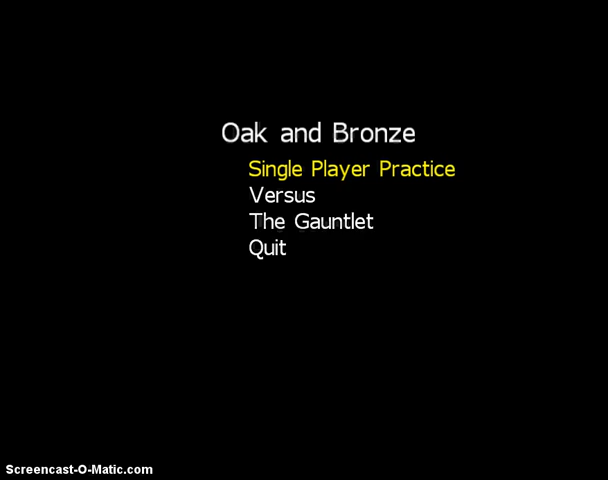 Oak and Bronze
Single Player Practice
Versus
The Gauntlet
Quit
Screencast-O-Matic.com